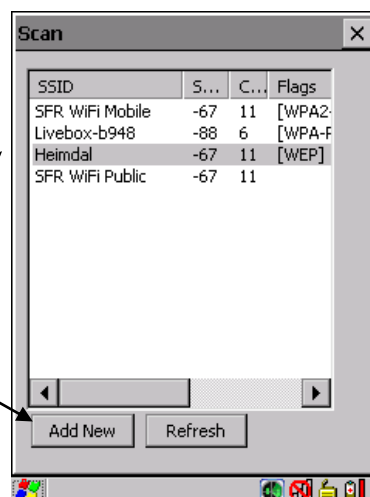 Scan
SSID S... C... Flags
SFR WiFi Mobile -67 11 [WPA2-
Livebox-b948 -88 6 [WPA-P
Heimdal -67 11 [WEP]
SFR WiFi Public -67 11
Add New Refresh